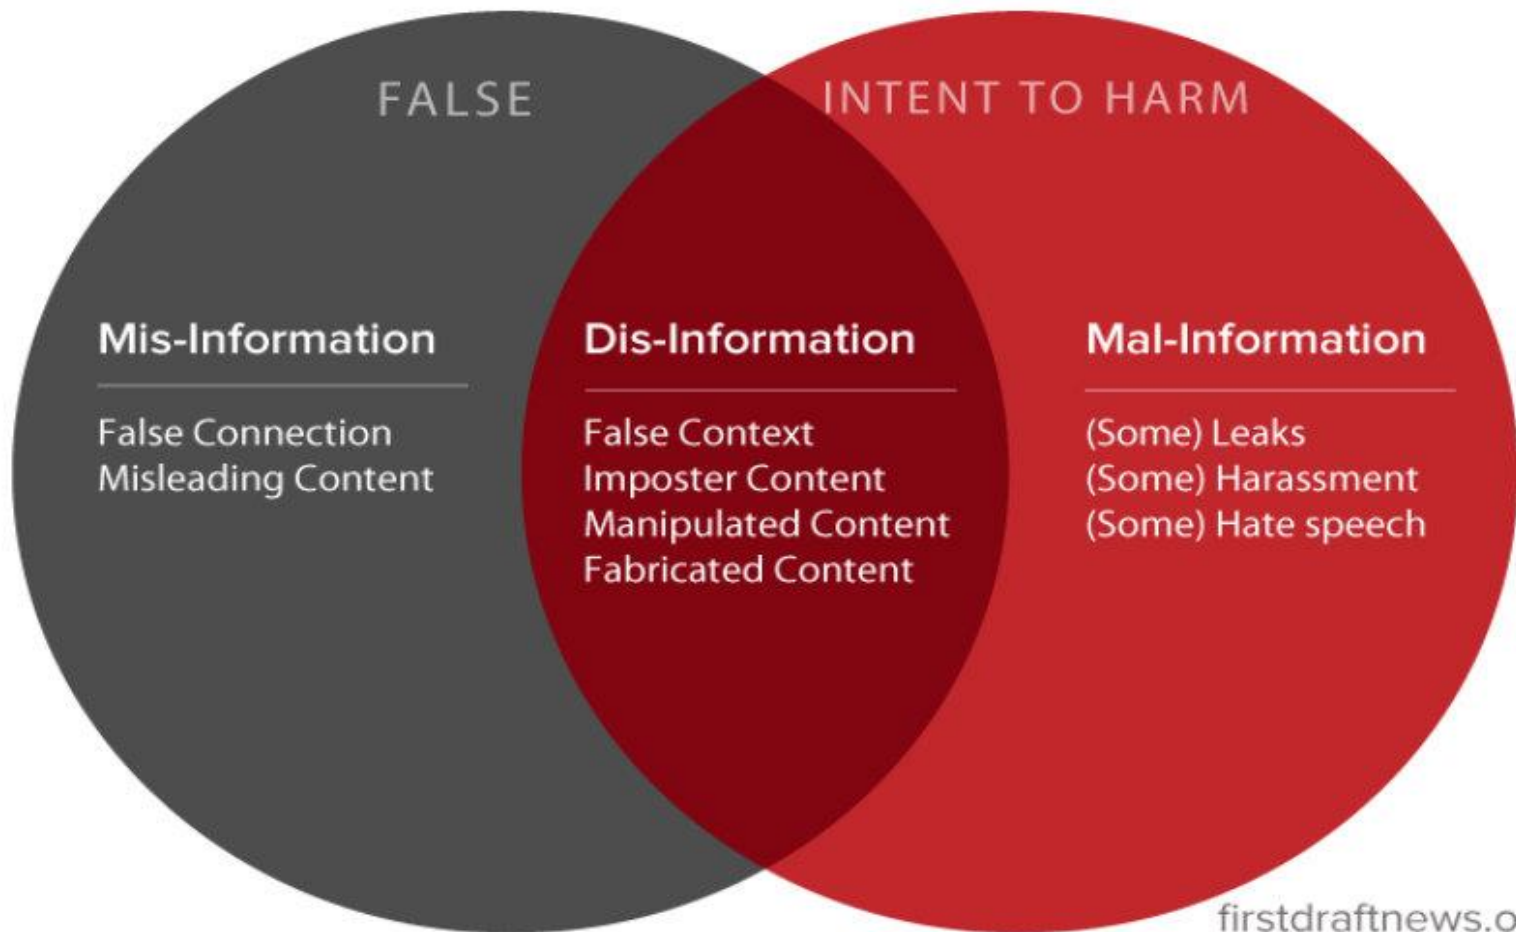 FALSE
INTENT TO HARM
Mis-Information
False Connection
Misleading Content
Dis-Information
False Context
Imposter Content
Manipulated Content
Fabricated Content
Mal-Information
(Some) Leaks
(Some) Harassment
(Some) Hate speech
firstdraftnews.o